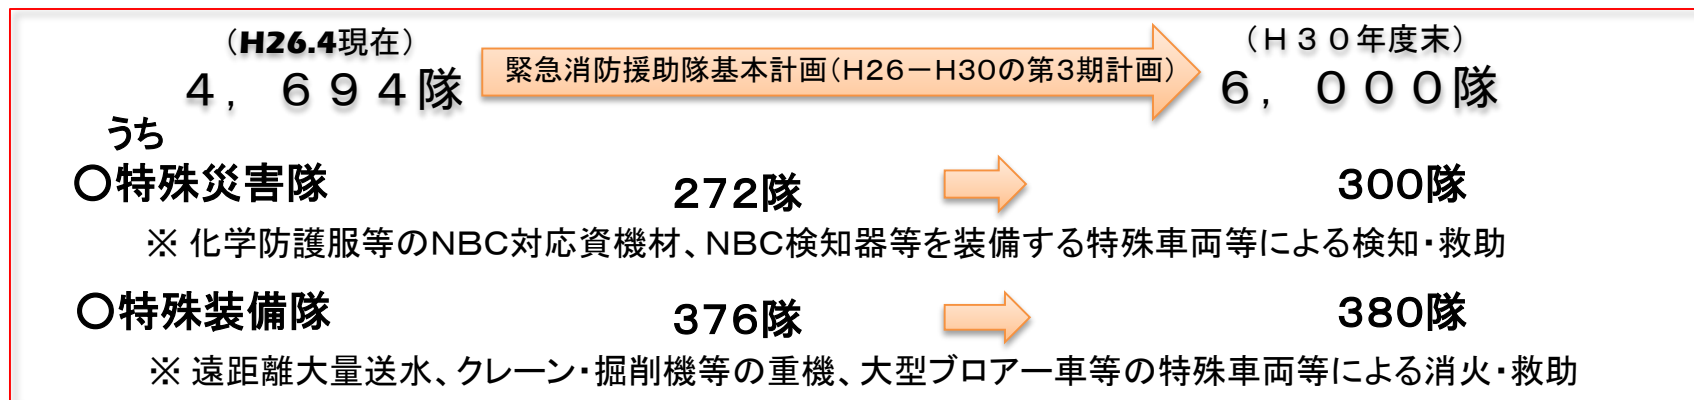 （H26.4現在）
４，６９４隊
緊急消防援助隊基本計画（H26－H30の第3期計画）
（Ｈ３０年度末）
６，０００隊
うち
○特殊災害隊 272隊 300隊
※ 化学防護服等のNBC対応資機材、NBC検知器等を装備する特殊車両等による検知・救助
○特殊装備隊 376隊 380隊
※ 遠距離大量送水、クレーン・掘削機等の重機、大型ブロアー車等の特殊車両等による消火・救助